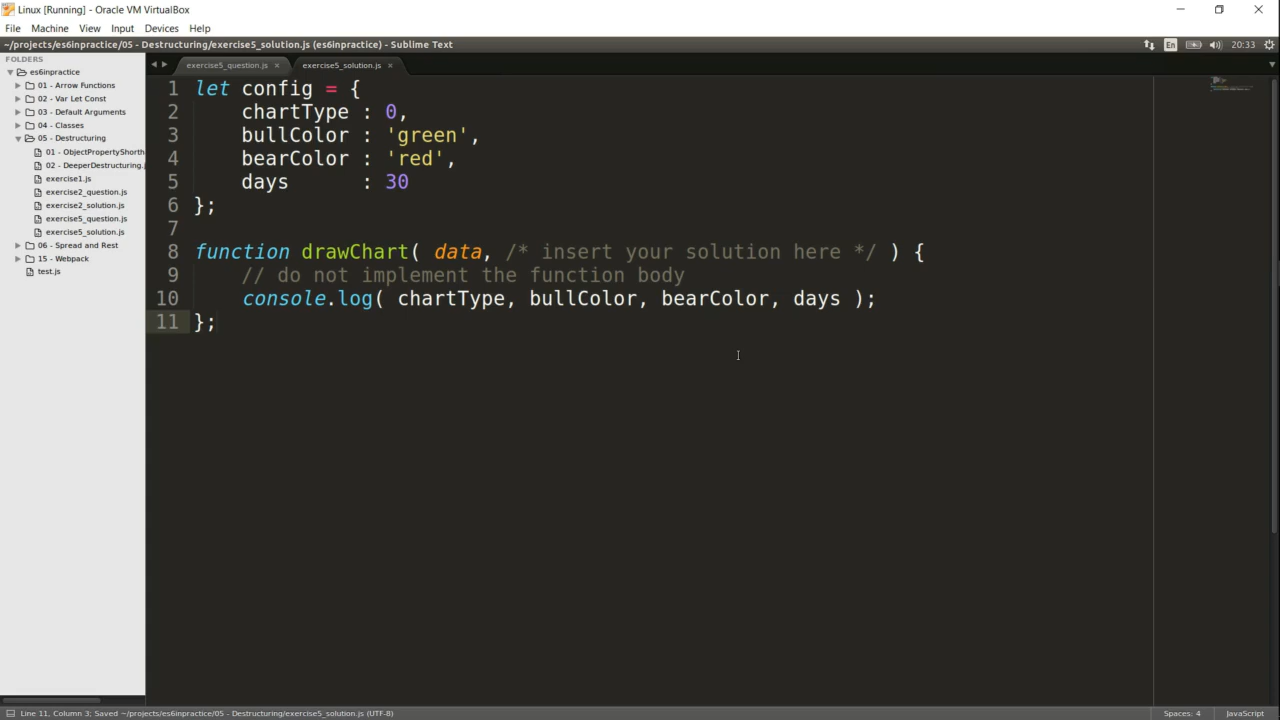 Linux [Running] - Oracle VM VirtualBox
File Machine View Input Devices Help
~/projects/es6inpractice/05 - Destructuring/exercise5_solution.js (es6inpractice) - Sublime Text
En 20:33
FOLDERS
es6inpractice
01 - Arrow Functions
02 - Var Let Const
03 - Default Arguments
04 - Classes
05 - Destructuring
01 - ObjectPropertyShorth
02 - DeeperDestructuring.j
exercise1.js
exercise2_question.js
exercise2_solution.js
exercise5_question.js
exercise5_solution.js
06 - Spread and Rest
15 - Webpack
test.js
exercise5_question.js × exercise5_solution.js ×
1 let config = {
2     chartType : 0,
3     bullColor : 'green',
4     bearColor : 'red',
5     days      : 30
6 };
7
8 function drawChart( data, /* insert your solution here */ ) {
9     // do not implement the function body
10     console.log( chartType, bullColor, bearColor, days );
11 };
Line 11, Column 3; Saved ~/projects/es6inpractice/05 - Destructuring/exercise5_solution.js (UTF-8)
Spaces: 4 JavaScript